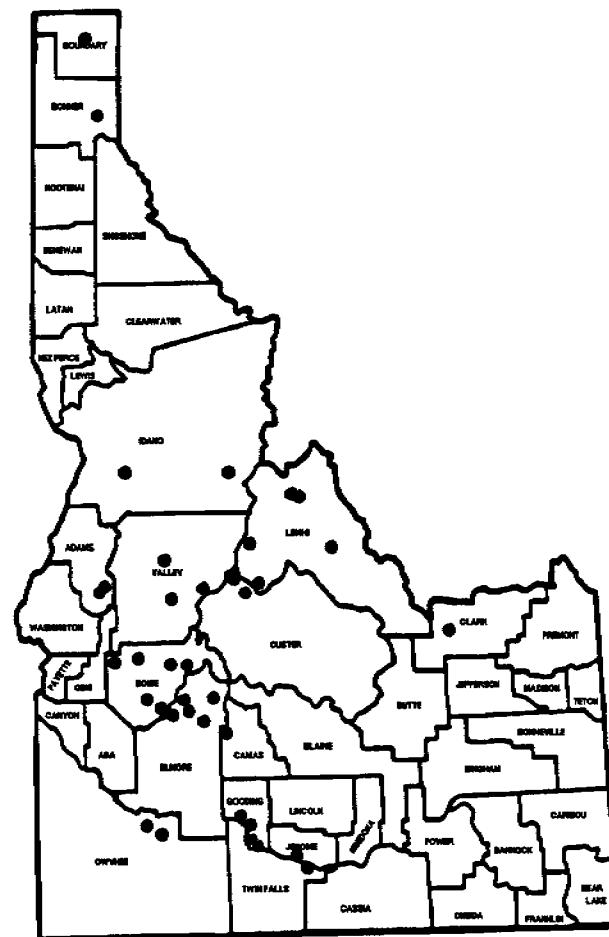 BOUNDARY
BONNER
KOOTENAI
SHOSHONE
BENEWAH
LATAH
CLEARWATER
NEZ PERCE
LEWIS
IDAHO
LEMHI
ADAMS
VALLEY
WASHINGTON
CLARK
FREMONT
CUSTER
PAYETTE
GEM
BOISE
BUTTE
JEFFERSON
MADISON
TETON
CANYON
ADA
ELMORE
CAMAS
BLAINE
BONNEVILLE
BINGHAM
GOODING
LINCOLN
MINIDOKA
JEROME
POWER
BANNOCK
CARIBOU
OWYHEE
TWIN FALLS
CASSIA
ONEIDA
FRANKLIN
BEAR
LAKE